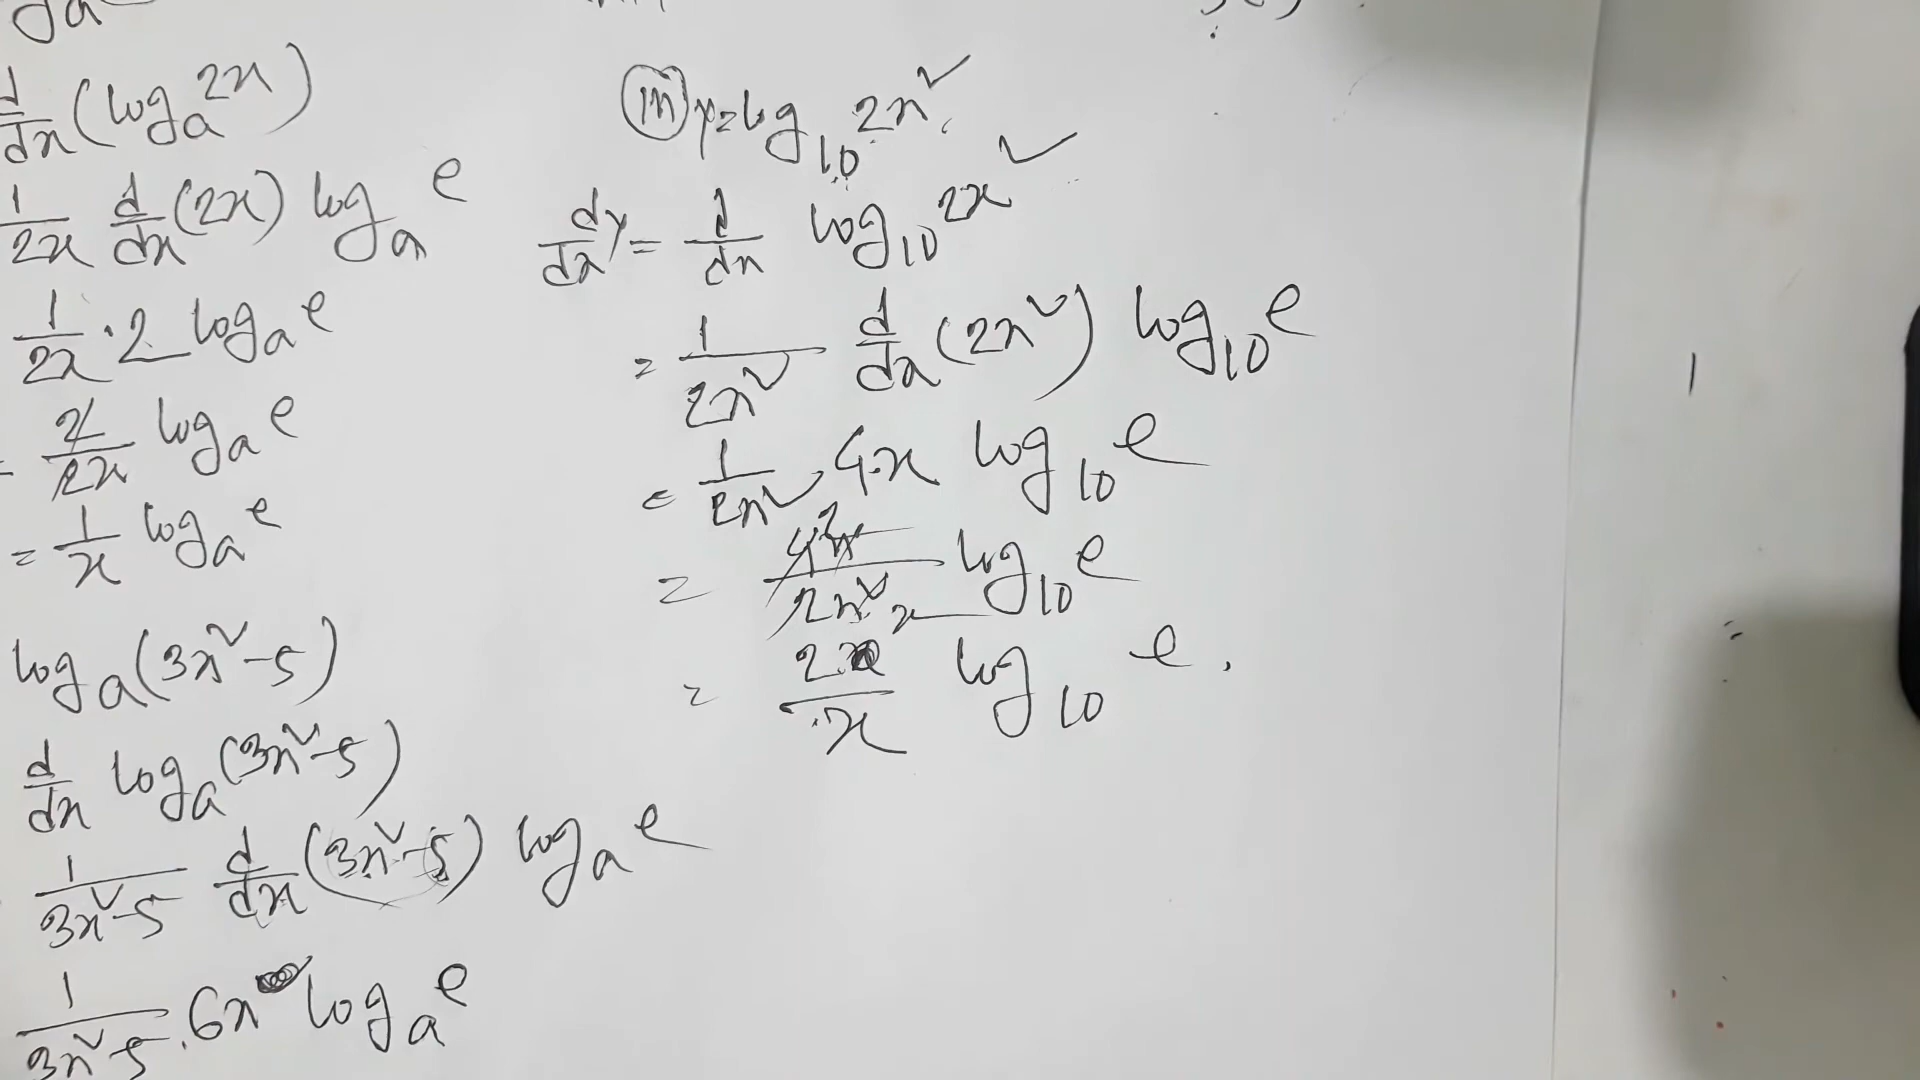 d/dx (log_a 2x)
1/2x d/dx (2x) log_a e
1/2x · 2 log_a e
= 2/2x log_a e
= 1/x log_a e
log_a (3x² - 5)
d/dx log_a (3x² - 5)
1/3x² - 5 d/dx (3x² - 5) log_a e
1/3x² - 5 · 6x log_a e
(iii) y = log_10 2x²
dy/dx = d/dx log_10 2x²
= 1/2x² d/dx (2x²) log_10 e
= 1/2x² · 4·x log_10 e
= 4x/2x² log_10 e
= 2/x log_10 e.